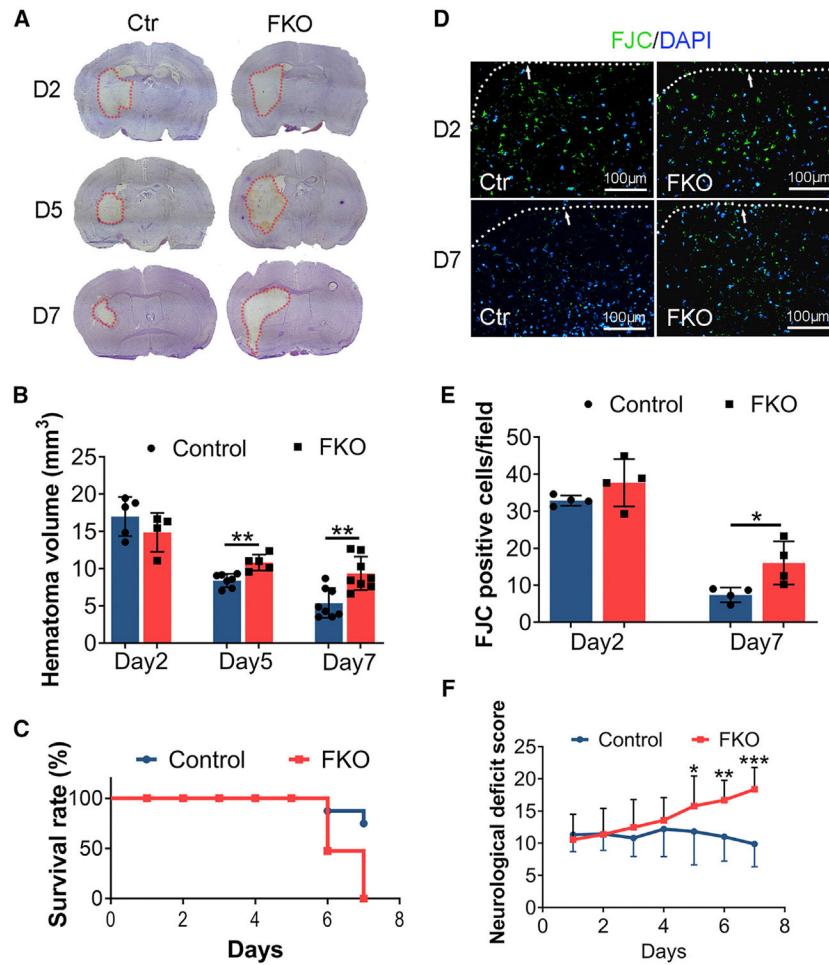 A
Ctr FKO
D2
D5
D7
B
Control FKO
Hematoma volume (mm³)
25
20
15
10
5
0
** **
Day2 Day5 Day7
C
Control FKO
Survival rate (%)
100
50
0
0 2 4 6 8
Days
D
FJC/DAPI
D2
Ctr 100μm FKO 100μm
D7
Ctr 100μm FKO 100μm
E
Control FKO
FJC positive cells/field
50
40
30
20
10
0
*
Day2 Day7
F
Control FKO
Neurological deficit score
25
20
15
10
5
0
* ** ***
0 2 4 6 8
Days